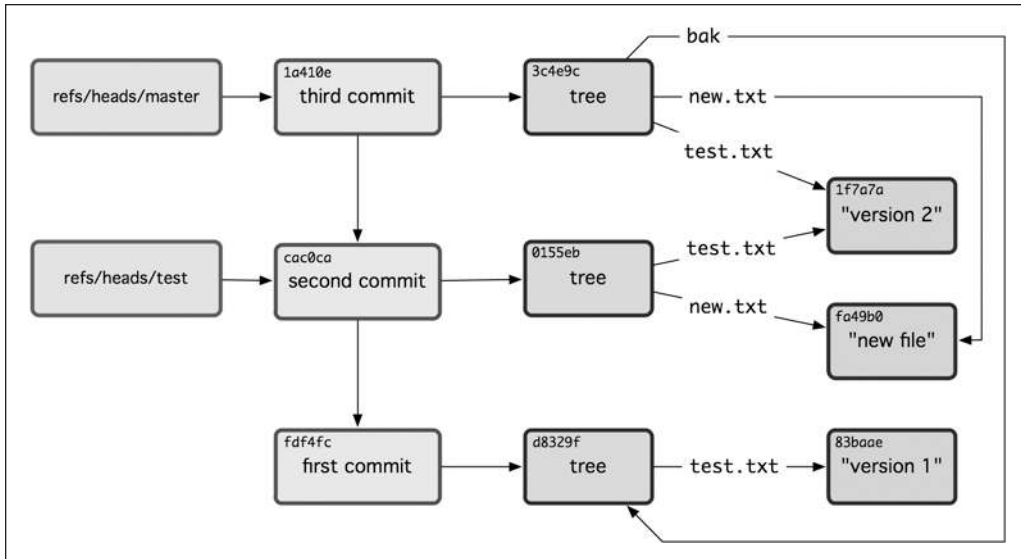 bak
refs/heads/master
1a410e
third commit
3c4e9c
tree
new.txt
test.txt
1f7a7a
"version 2"
refs/heads/test
cac0ca
second commit
0155eb
tree
test.txt
new.txt
fa49b0
"new file"
fdf4fc
first commit
d8329f
tree
test.txt
83baae
"version 1"